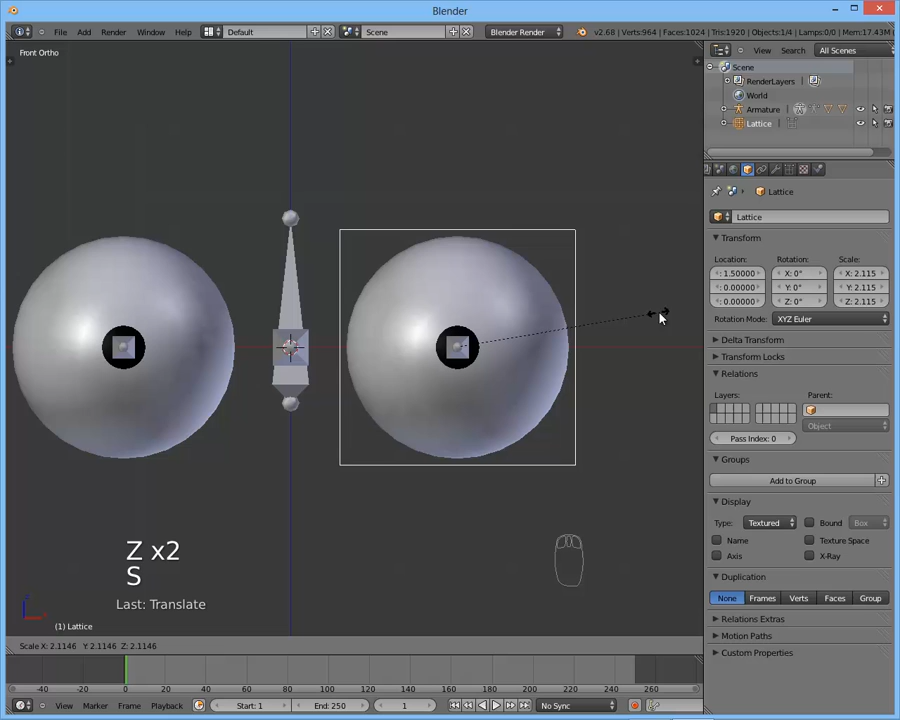 Blender
File Add Render Window Help
Default
Scene
Blender Render
v2.68 | Verts:964 | Faces:1024 | Tris:1920 | Objects:1/4 | Lamps:0/0 | Mem:17.43M
Front Ortho
View Search All Scenes
Scene
RenderLayers |
World
Armature |
Lattice |
Lattice
Lattice
Transform
Location: Rotation: Scale:
: 1.50000 X: 0° X: 2.115
: 0.00000 Y: 0° Y: 2.115
: 0.00000 Z: 0° Z: 2.115
Rotation Mode: XYZ Euler
Delta Transform
Transform Locks
Relations
Layers: Parent:
Object
Pass Index: 0
Groups
Add to Group
Display
Type: Textured Bound Box
Name Texture Space
Axis X-Ray
Duplication
None Frames Verts Faces Group
Relations Extras
Motion Paths
Custom Properties
Z x2
S
Last: Translate
(1) Lattice
Scale X: 2.1146 Y: 2.1146 Z: 2.1146
-40 -20 0 20 40 60 80 100 120 140 160 180 200 220 240 260
View Marker Frame Playback Start: 1 End: 250 1 No Sync